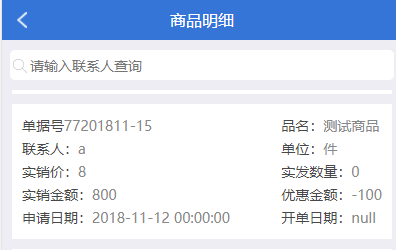 商品明细
请输入联系人查询
单据号77201811-15 品名：测试商品
联系人：a 单位：件
实销价：8 实发数量：0
实销金额：800 优惠金额：-100
申请日期：2018-11-12 00:00:00 开单日期：null